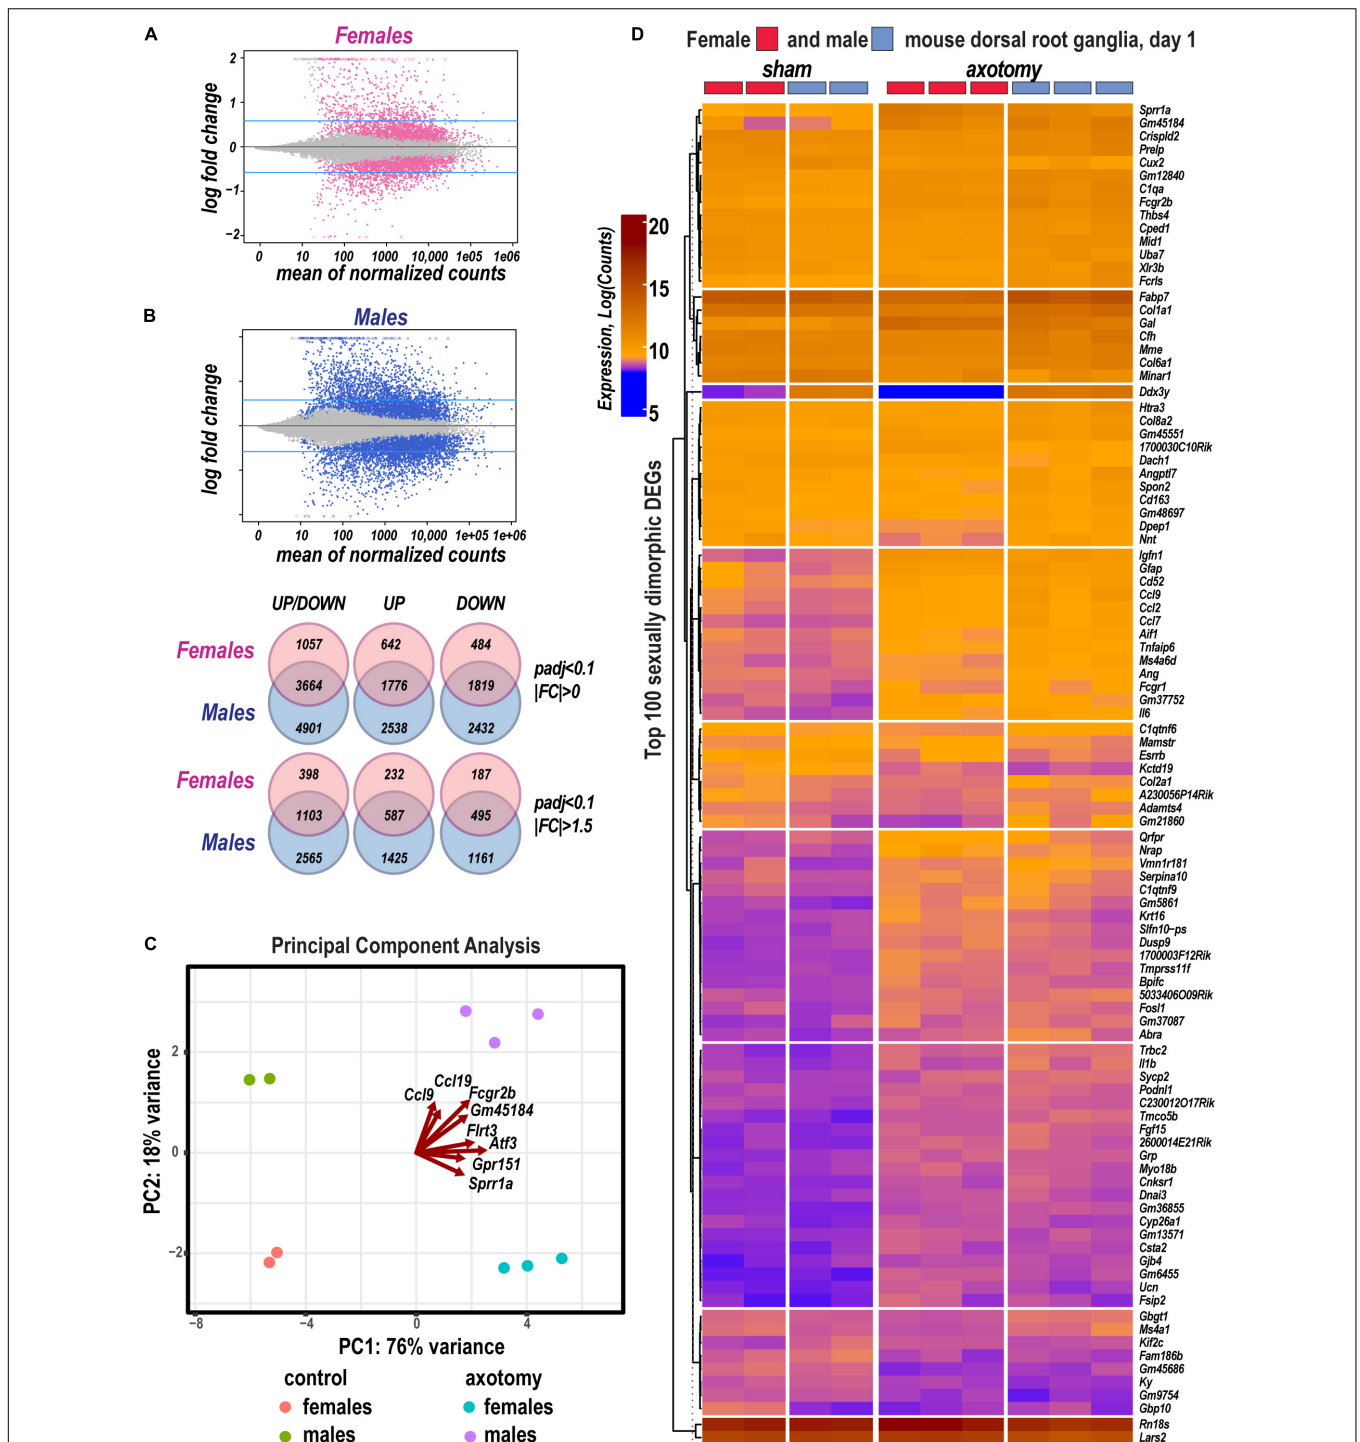 A
Females
log fold change
2
1
0
−1
−2
0 10 100 1000 10,000 1e+05 1e+06
mean of normalized counts
B
Males
log fold change
0 10 100 1000 10,000 1e+05 1e+06
mean of normalized counts
UP/DOWN UP DOWN
Females
1057 642 484
3664 1776 1819
padj<0.1
|FC|>0
Males
4901 2538 2432
Females
398 232 187
1103 587 495
padj<0.1
|FC|>1.5
Males
2565 1425 1161
C
Principal Component Analysis
PC2: 18% variance
2
0
−2
Ccl19
Ccl9
Fcgr2b
Gm45184
Flrt3
Atf3
Gpr151
Sprr1a
−8 −4 0 4
PC1: 76% variance
control axotomy
females females
males males
D
Female and male mouse dorsal root ganglia, day 1
sham axotomy
Expression, Log(Counts)
20
15
10
5
Top 100 sexually dimorphic DEGs
Sprr1a
Gm45184
Crispld2
Prelp
Cux2
Gm12840
C1qa
Fcgr2b
Thbs4
Cped1
Mid1
Uba7
Xlr3b
Fcrls
Fabp7
Col1a1
Gal
Cfh
Mme
Col6a1
Minar1
Ddx3y
Htra3
Col8a2
Gm45551
1700030C10Rik
Dach1
Angptl7
Spon2
Cd163
Gm48697
Dpep1
Nnt
Igfn1
Gfap
Cd52
Ccl9
Ccl2
Ccl7
Aif1
Tnfaip6
Ms4a6d
Ang
Fcgr1
Gm37752
Il6
C1qtnf6
Mamstr
Esrrb
Kctd19
Col2a1
A230056P14Rik
Adamts4
Gm21860
Qrfpr
Nrap
Vmn1r181
Serpina10
C1qtnf9
Gm5861
Krt16
Slfn10−ps
Dusp9
1700003F12Rik
Tmprss11f
Bpifc
5033406O09Rik
Fosl1
Gm37087
Abra
Trbc2
Il1b
Sycp2
Podnl1
C230012O17Rik
Tmco5b
Fgf15
2600014E21Rik
Grp
Myo18b
Cnksr1
Dnai3
Gm36855
Cyp26a1
Gm13571
Csta2
Gjb4
Gm6455
Ucn
Fsip2
Gbgt1
Ms4a1
Kif2c
Fam186b
Gm45686
Ky
Gm9754
Gbp10
Rn18s
Lars2